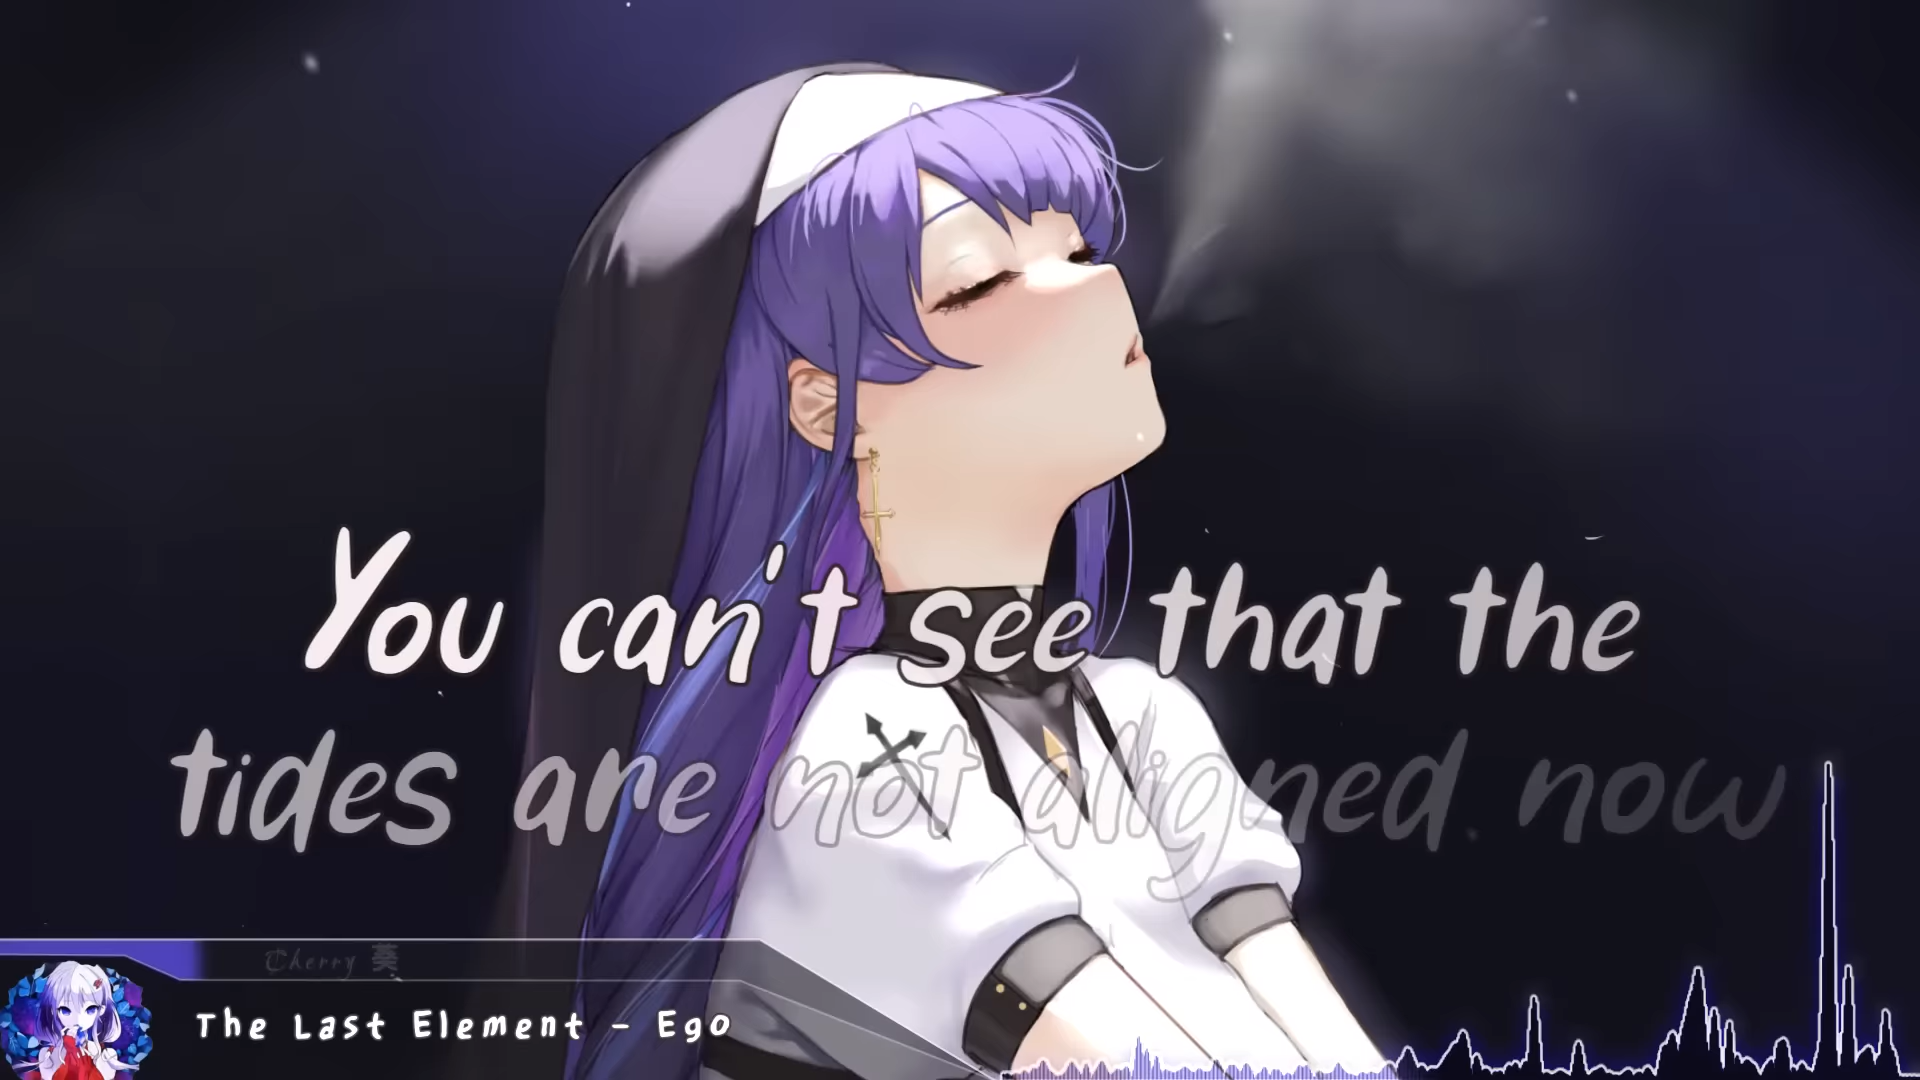 You can't see that the
tides are not aligned now
Cherry 葵
The Last Element - Ego